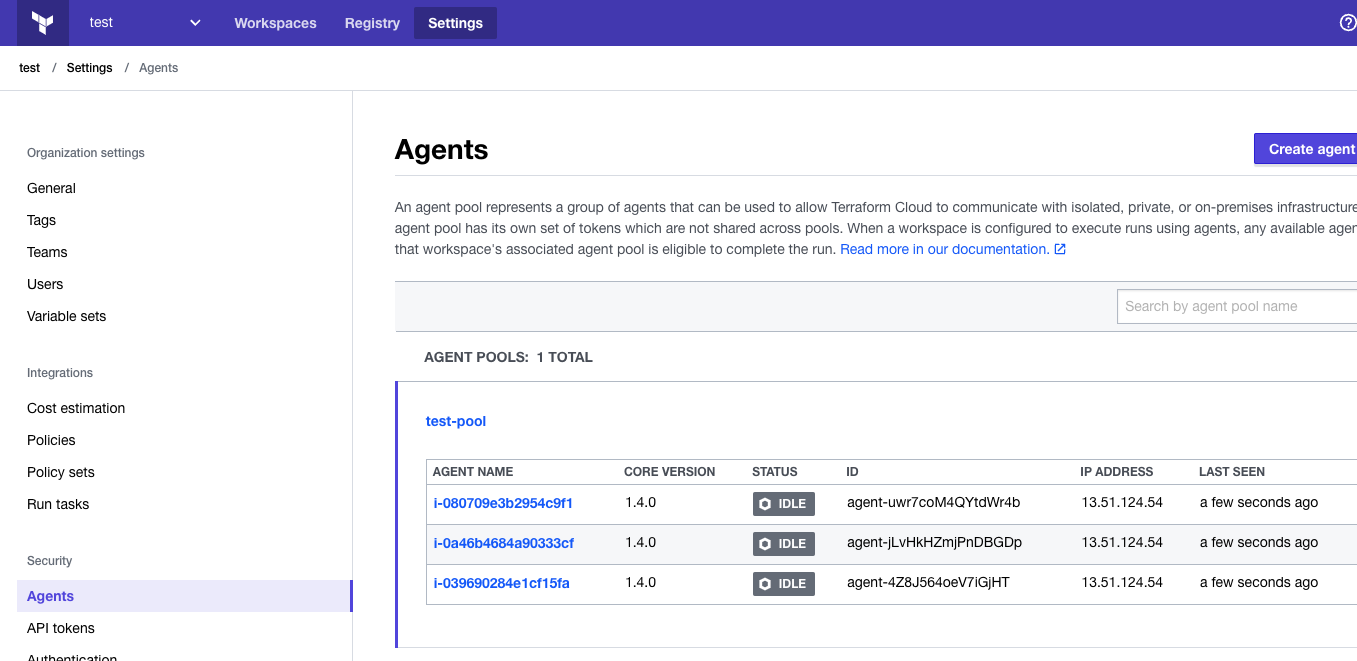 test
Workspaces
Registry
Settings
test / Settings / Agents
Organization settings
General
Tags
Teams
Users
Variable sets
Integrations
Cost estimation
Policies
Policy sets
Run tasks
Security
Agents
API tokens
Authentication
Agents
Create agent
An agent pool represents a group of agents that can be used to allow Terraform Cloud to communicate with isolated, private, or on-premises infrastructure
agent pool has its own set of tokens which are not shared across pools. When a workspace is configured to execute runs using agents, any available agen
that workspace's associated agent pool is eligible to complete the run. Read more in our documentation.
Search by agent pool name
AGENT POOLS: 1 TOTAL
test-pool
AGENT NAME CORE VERSION STATUS ID IP ADDRESS LAST SEEN
i-080709e3b2954c9f1 1.4.0 IDLE agent-uwr7coM4QYtdWr4b 13.51.124.54 a few seconds ago
i-0a46b4684a90333cf 1.4.0 IDLE agent-jLvHkHZmjPnDBGDp 13.51.124.54 a few seconds ago
i-039690284e1cf15fa 1.4.0 IDLE agent-4Z8J564oeV7iGjHT 13.51.124.54 a few seconds ago